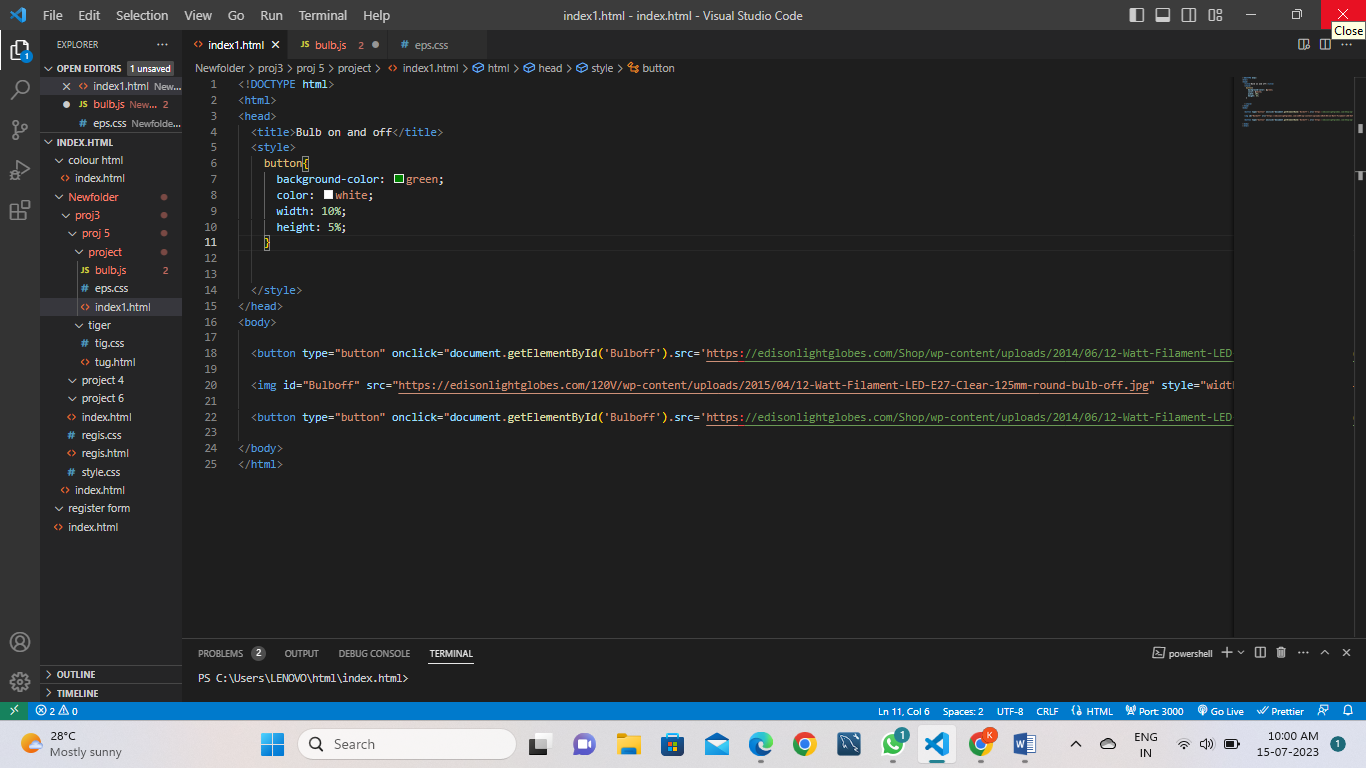 File Edit Selection View Go Run Terminal Help index1.html - index.html - Visual Studio Code
Close
EXPLORER ···
index1.html
JS bulb.js 2
# eps.css
OPEN EDITORS 1 unsaved
index1.html New...
JS bulb.js New... 2
# eps.css Newfolde...
INDEX.HTML
colour html
index.html
Newfolder
proj3
proj 5
project
JS bulb.js 2
# eps.css
index1.html
tiger
# tig.css
tug.html
project 4
project 6
index.html
# regis.css
regis.html
# style.css
index.html
register form
index.html
OUTLINE
TIMELINE
Newfolder > proj3 > proj 5 > project > index1.html > html > head > style > button
1 <!DOCTYPE html>
2 <html>
3 <head>
4 <title>Bulb on and off</title>
5 <style>
6 button{
7 background-color: green;
8 color: white;
9 width: 10%;
10 height: 5%;
11 }
12
13
14 </style>
15 </head>
16 <body>
17
18 <button type="button" onclick="document.getElementById('Bulboff').src='https://edisonlightglobes.com/Shop/wp-content/uploads/2014/06/12-Watt-Filament-LED-
19
20 <img id="Bulboff" src="https://edisonlightglobes.com/120V/wp-content/uploads/2015/04/12-Watt-Filament-LED-E27-Clear-125mm-round-bulb-off.jpg" style="widt
21
22 <button type="button" onclick="document.getElementById('Bulboff').src='https://edisonlightglobes.com/Shop/wp-content/uploads/2014/06/12-Watt-Filament-LED-
23
24 </body>
25 </html>
PROBLEMS 2 OUTPUT DEBUG CONSOLE TERMINAL powershell
PS C:\Users\LENOVO\html\index.html>
2 0 Ln 11, Col 6 Spaces: 2 UTF-8 CRLF HTML Port: 3000 Go Live Prettier
28°C
Mostly sunny
Search
1
K
ENG
IN
10:00 AM
15-07-2023
1